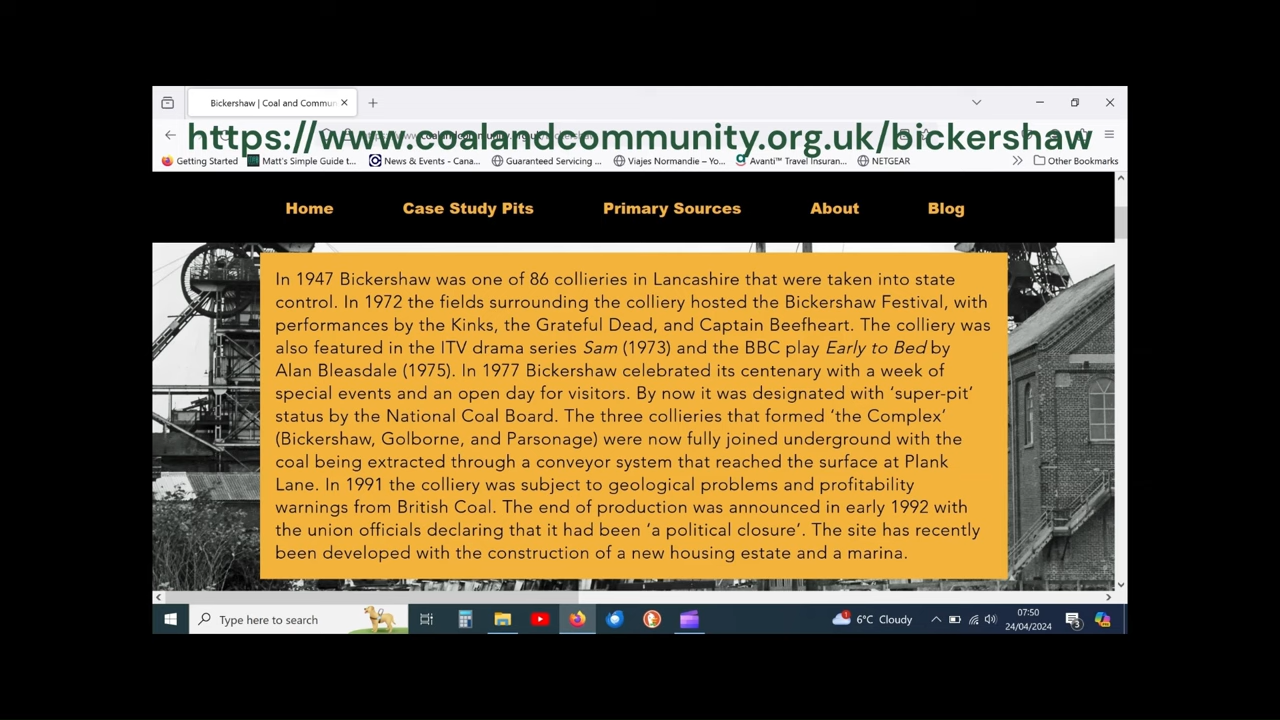 Bickershaw | Coal and Commun
https://www.coalandcommunity.org.uk/bickershaw
Getting Started
Matt's Simple Guide t...
News & Events - Cana...
Guaranteed Servicing ...
Viajes Normandie – Yo...
Avanti™ Travel Insuran...
NETGEAR
Other Bookmarks
Home
Case Study Pits
Primary Sources
About
Blog
In 1947 Bickershaw was one of 86 collieries in Lancashire that were taken into state
control. In 1972 the fields surrounding the colliery hosted the Bickershaw Festival, with
performances by the Kinks, the Grateful Dead, and Captain Beefheart. The colliery was
also featured in the ITV drama series Sam (1973) and the BBC play Early to Bed by
Alan Bleasdale (1975). In 1977 Bickershaw celebrated its centenary with a week of
special events and an open day for visitors. By now it was designated with ‘super-pit’
status by the National Coal Board. The three collieries that formed ‘the Complex’
(Bickershaw, Golborne, and Parsonage) were now fully joined underground with the
coal being extracted through a conveyor system that reached the surface at Plank
Lane. In 1991 the colliery was subject to geological problems and profitability
warnings from British Coal. The end of production was announced in early 1992 with
the union officials declaring that it had been ‘a political closure’. The site has recently
been developed with the construction of a new housing estate and a marina.
Type here to search
6°C Cloudy
07:50
24/04/2024
3